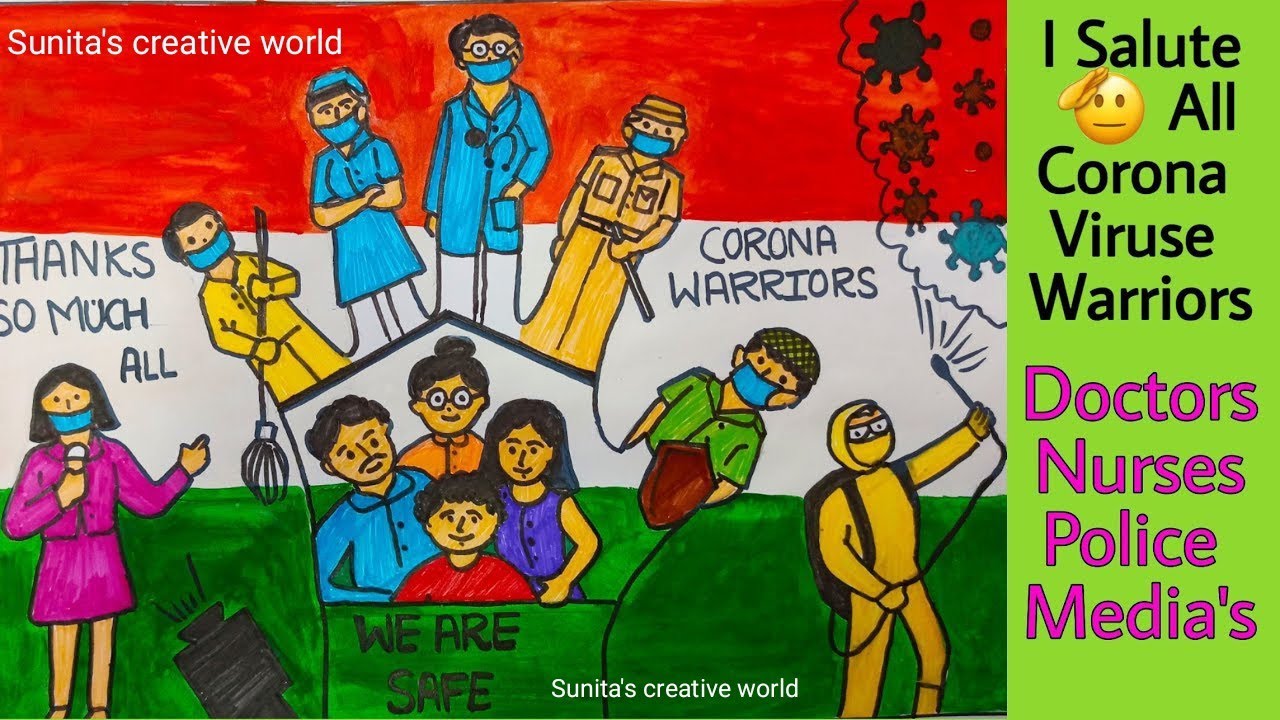 Sunita's creative world
THANKS
SO MUCH
ALL
CORONA
WARRIORS
WE ARE
SAFE
Sunita's creative world
I Salute
🫡 All
Corona
Viruse
Warriors
Doctors
Nurses
Police
Media's